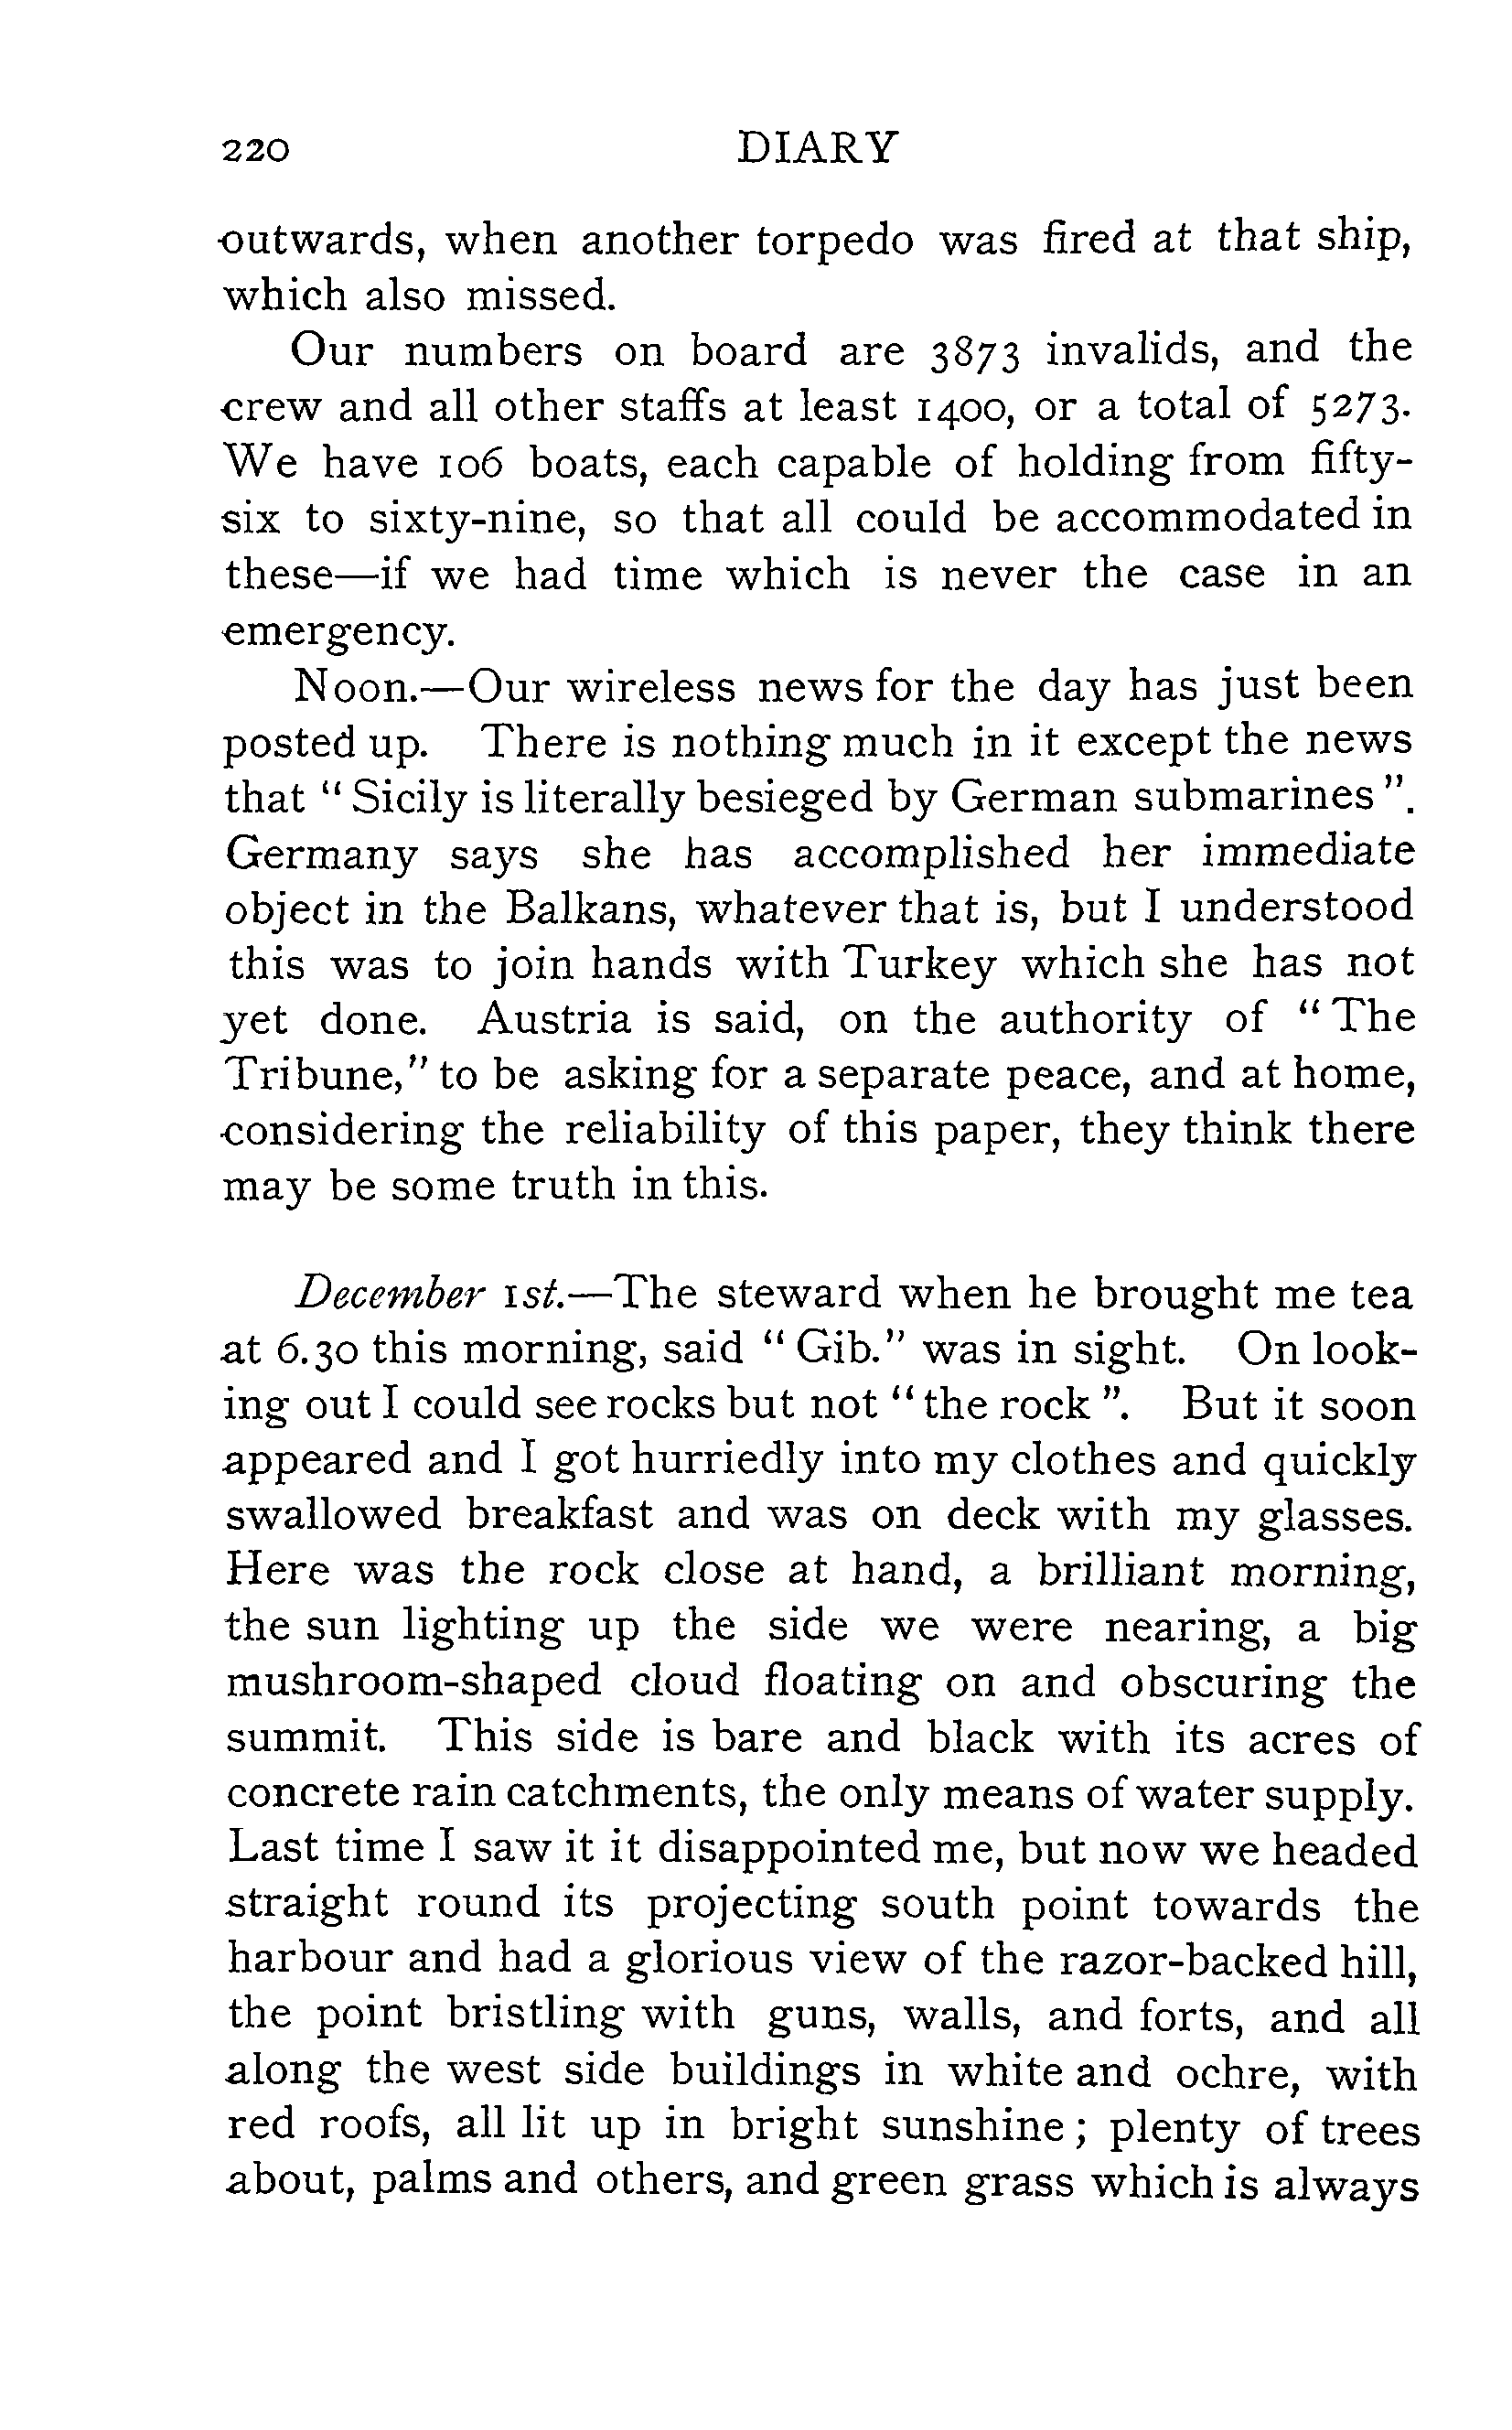 220 DIARY
outwards, when another torpedo was fired at that ship,
which also missed.
Our numbers on board are 3873 invalids, and the
crew and all other staffs at least 1400, or a total of 5273.
We have 106 boats, each capable of holding from fifty-
six to sixty-nine, so that all could be accommodated in
these—if we had time which is never the case in an
emergency.
Noon.—Our wireless news for the day has just been
posted up. There is nothing much in it except the news
that “ Sicily is literally besieged by German submarines ”.
Germany says she has accomplished her immediate
object in the Balkans, whatever that is, but I understood
this was to join hands with Turkey which she has not
yet done. Austria is said, on the authority of “ The
Tribune,” to be asking for a separate peace, and at home,
considering the reliability of this paper, they think there
may be some truth in this.
December 1st.—The steward when he brought me tea
at 6.30 this morning, said “ Gib.” was in sight. On look-
ing out I could see rocks but not “ the rock ”. But it soon
appeared and I got hurriedly into my clothes and quickly
swallowed breakfast and was on deck with my glasses.
Here was the rock close at hand, a brilliant morning,
the sun lighting up the side we were nearing, a big
mushroom-shaped cloud floating on and obscuring the
summit. This side is bare and black with its acres of
concrete rain catchments, the only means of water supply.
Last time I saw it it disappointed me, but now we headed
straight round its projecting south point towards the
harbour and had a glorious view of the razor-backed hill,
the point bristling with guns, walls, and forts, and all
along the west side buildings in white and ochre, with
red roofs, all lit up in bright sunshine ; plenty of trees
about, palms and others, and green grass which is always